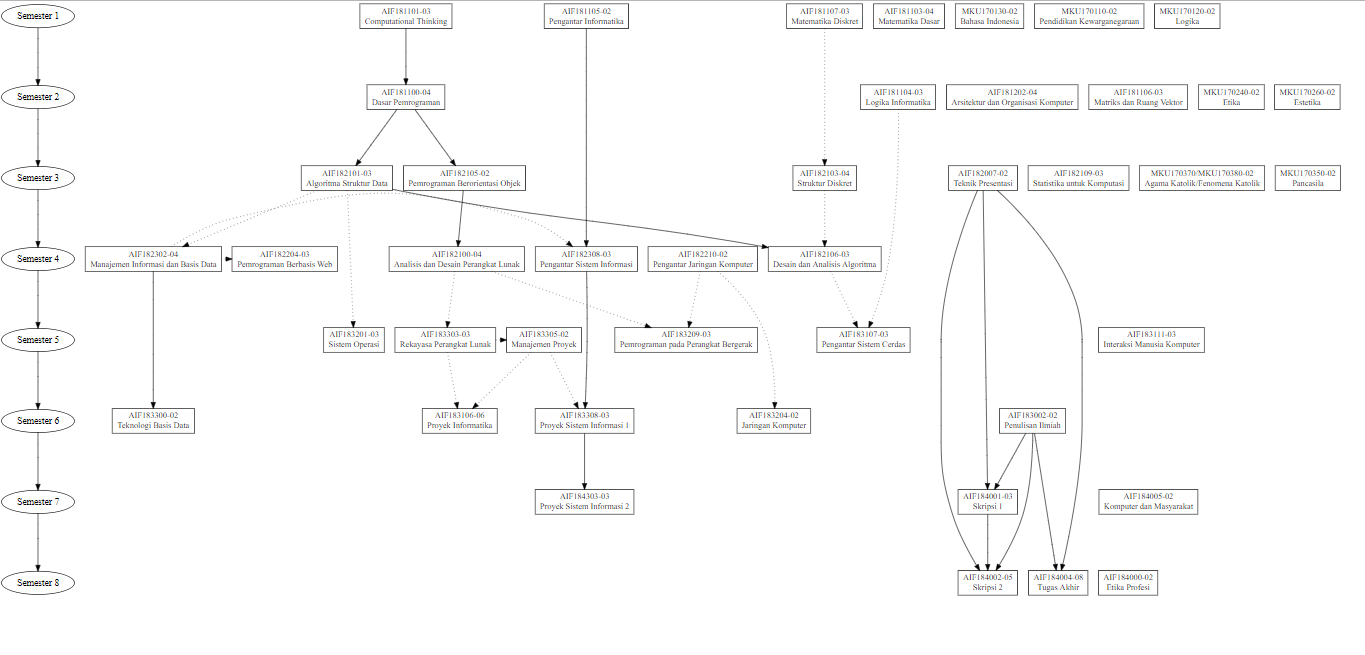 Semester 1
AIF181101-03
Computational Thinking
AIF181105-02
Pengantar Informatika
AIF181107-03
Matematika Diskret
AIF181103-04
Matematika Dasar
MKU170130-02
Bahasa Indonesia
MKU170110-02
Pendidikan Kewarganegaraan
MKU170120-02
Logika
Semester 2
AIF181100-04
Dasar Pemrograman
AIF181104-03
Logika Informatika
AIF181202-04
Arsitektur dan Organisasi Komputer
AIF181106-03
Matriks dan Ruang Vektor
MKU170240-02
Etika
MKU170260-02
Estetika
Semester 3
AIF182101-03
Algoritma Struktur Data
AIF182105-02
Pemrograman Berorientasi Objek
AIF182103-04
Struktur Diskret
AIF182007-02
Teknik Presentasi
AIF182109-03
Statistika untuk Komputasi
MKU170370/MKU170380-02
Agama Katolik/Fenomena Katolik
MKU170350-02
Pancasila
Semester 4
AIF182302-04
Manajemen Informasi dan Basis Data
AIF182204-03
Pemrograman Berbasis Web
AIF182100-04
Analisis dan Desain Perangkat Lunak
AIF182308-03
Pengantar Sistem Informasi
AIF182210-02
Pengantar Jaringan Komputer
AIF182106-03
Desain dan Analisis Algoritma
Semester 5
AIF183201-03
Sistem Operasi
AIF183303-03
Rekayasa Perangkat Lunak
AIF183305-02
Manajemen Proyek
AIF183209-03
Pemrograman pada Perangkat Bergerak
AIF183107-03
Pengantar Sistem Cerdas
AIF183111-03
Interaksi Manusia Komputer
Semester 6
AIF183300-02
Teknologi Basis Data
AIF183106-06
Proyek Informatika
AIF183308-03
Proyek Sistem Informasi 1
AIF183204-02
Jaringan Komputer
AIF183002-02
Penulisan Ilmiah
Semester 7
AIF184303-03
Proyek Sistem Informasi 2
AIF184001-03
Skripsi 1
AIF184005-02
Komputer dan Masyarakat
Semester 8
AIF184002-05
Skripsi 2
AIF184004-08
Tugas Akhir
AIF184000-02
Etika Profesi